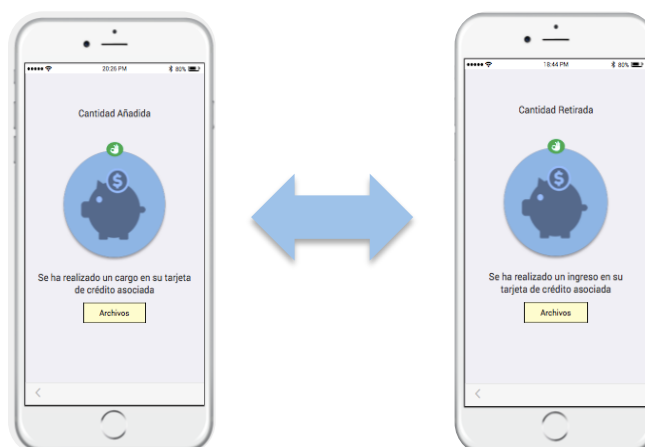 20:26 PM
80%
Cantidad Añadida
$
Se ha realizado un cargo en su tarjeta
de crédito asociada
Archivos
18:44 PM
80%
Cantidad Retirada
$
Se ha realizado un ingreso en su
tarjeta de crédito asociada
Archivos